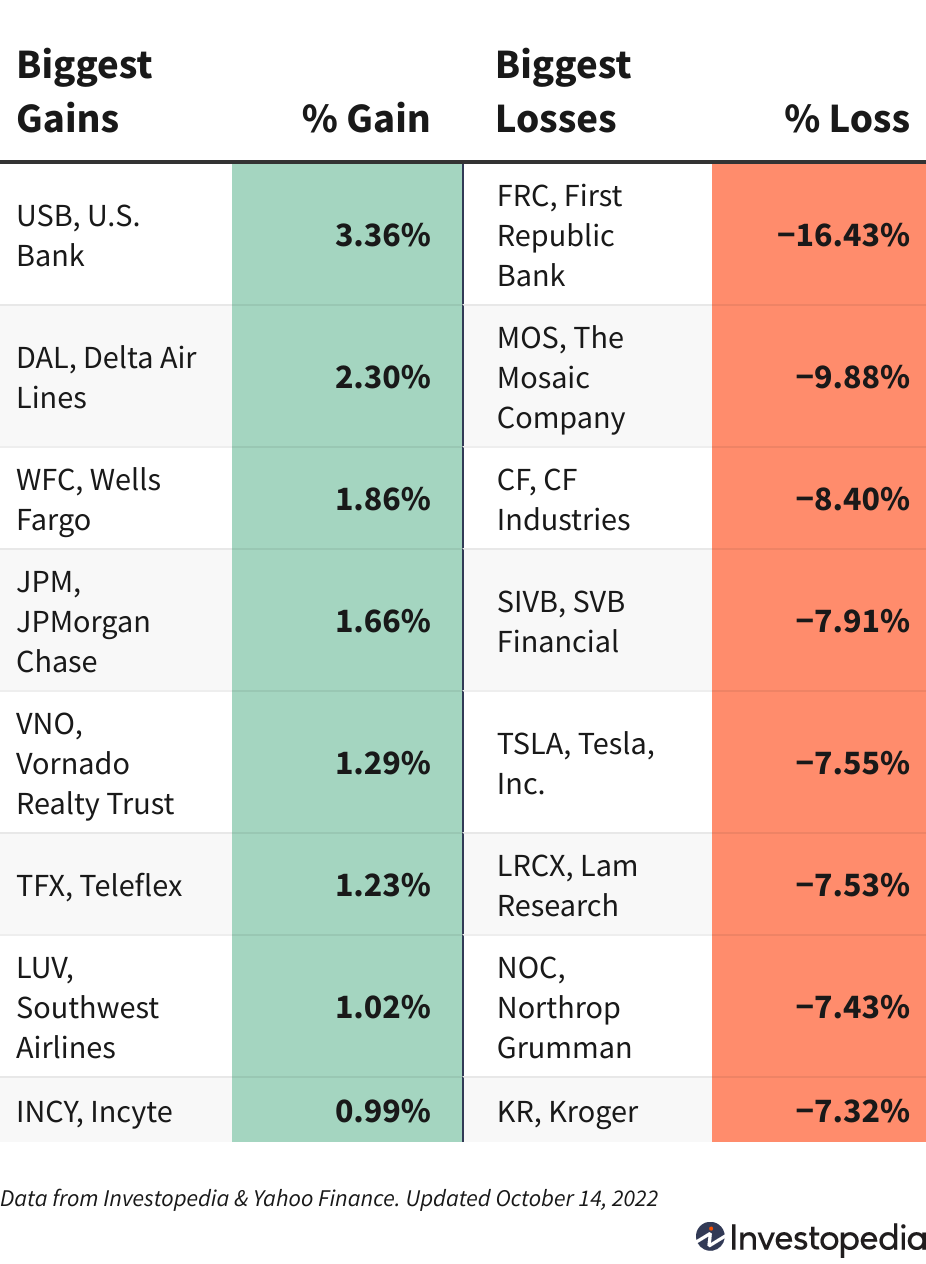 Biggest
Gains
% Gain
Biggest
Losses
% Loss
USB, U.S.
Bank
3.36%
FRC, First
Republic
Bank
−16.43%
DAL, Delta Air
Lines
2.30%
MOS, The
Mosaic
Company
−9.88%
WFC, Wells
Fargo
1.86%
CF, CF
Industries
−8.40%
JPM,
JPMorgan
Chase
1.66%
SIVB, SVB
Financial
−7.91%
VNO,
Vornado
Realty Trust
1.29%
TSLA, Tesla,
Inc.
−7.55%
TFX, Teleflex
1.23%
LRCX, Lam
Research
−7.53%
LUV,
Southwest
Airlines
1.02%
NOC,
Northrop
Grumman
−7.43%
INCY, Incyte
0.99%
KR, Kroger
−7.32%
Data from Investopedia & Yahoo Finance. Updated October 14, 2022
Investopedia